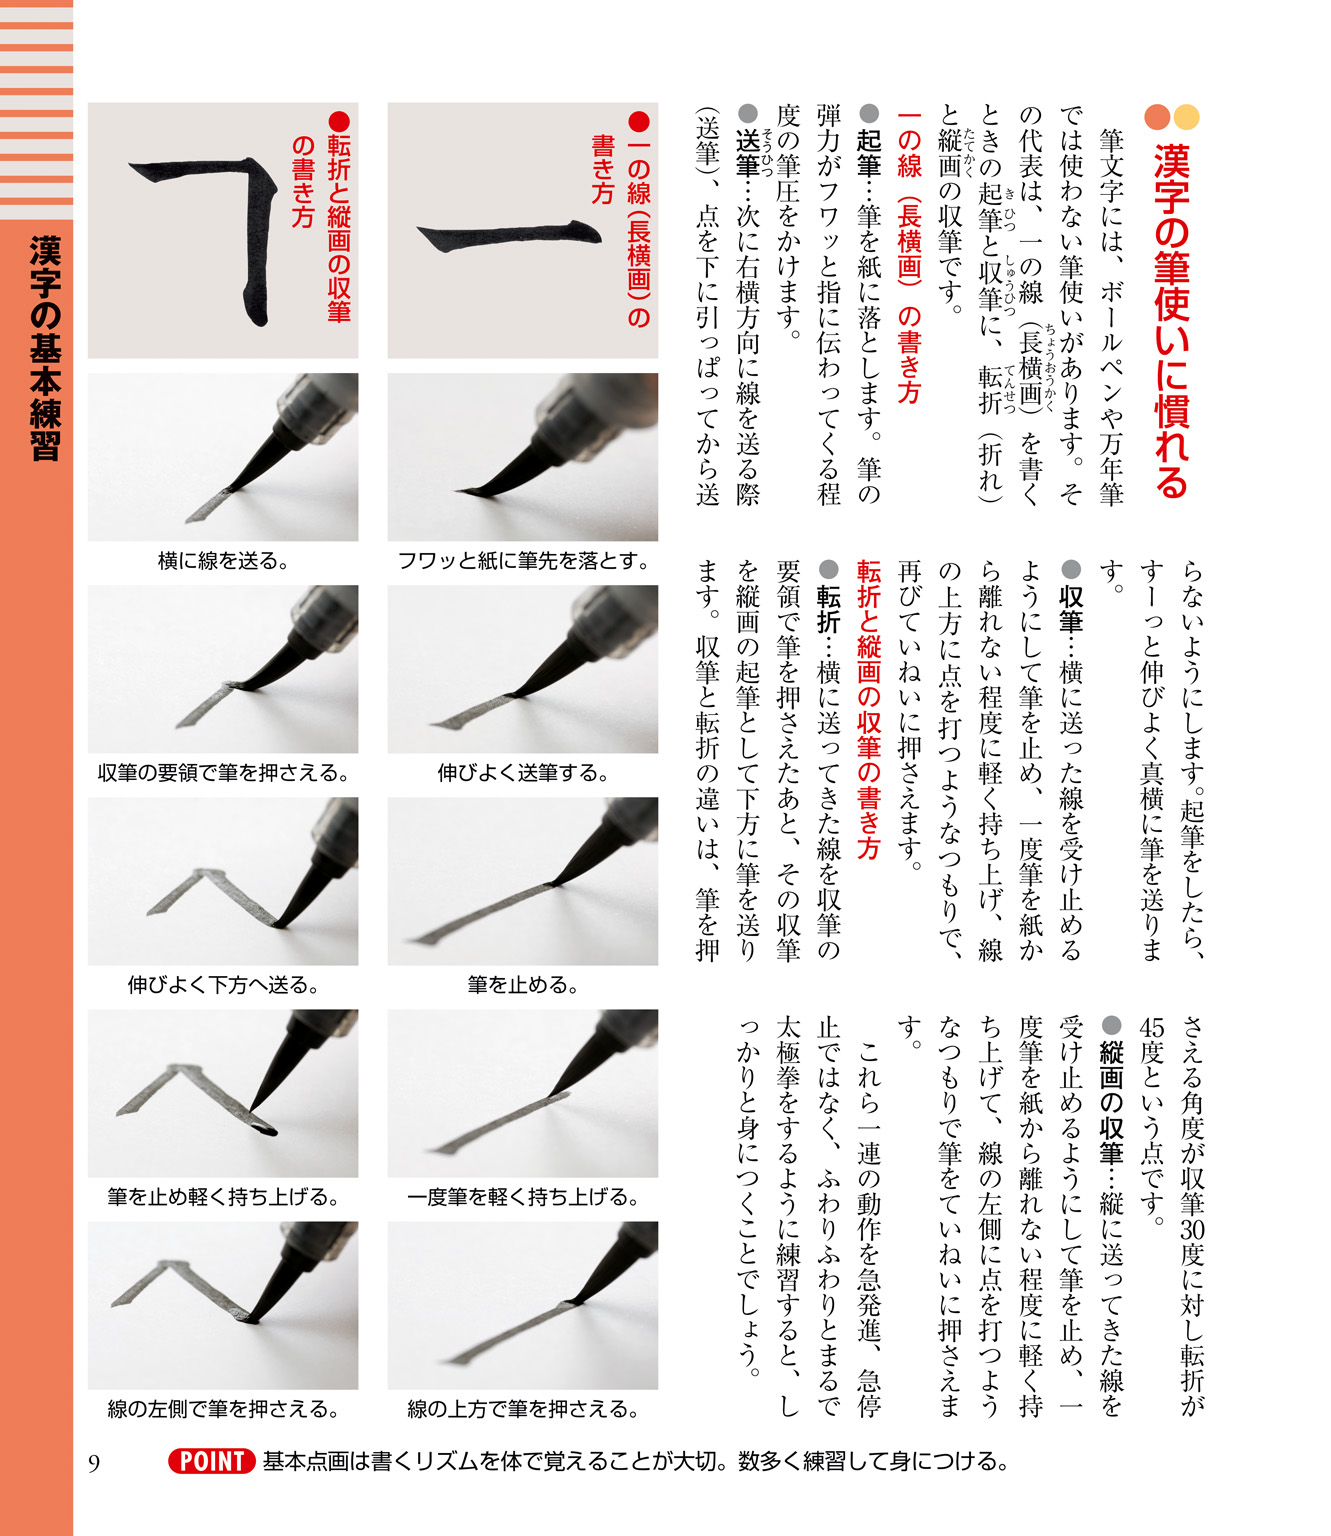 漢字の筆使いに慣れる
筆文字には、ボールペンや万年筆
では使わない筆使いがあります。そ
の代表は、一の線（長横画）を書く
ちょうおうかく
ときの起筆と収筆に、転折（折れ）
きひつ しゅうひつ てんせつ
と縦画の収筆です。
たてかく
一の線（長横画）の書き方
●起筆…筆を紙に落とします。筆の
弾力がフワッと指に伝わってくる程
度の筆圧をかけます。
●送筆…次に右横方向に線を送る際
そうひつ
（送筆）、点を下に引っぱってから送
らないようにします。起筆をしたら、
すーっと伸びよく真横に筆を送りま
す。
●収筆…横に送った線を受け止める
ようにして筆を止め、一度筆を紙か
ら離れない程度に軽く持ち上げ、線
の上方に点を打つようなつもりで、
再びていねいに押さえます。
転折と縦画の収筆の書き方
●転折…横に送ってきた線を収筆の
要領で筆を押さえたあと、その収筆
を縦画の起筆として下方に筆を送り
ます。収筆と転折の違いは、筆を押
さえる角度が収筆30度に対し転折が
45度という点です。
●縦画の収筆…縦に送ってきた線を
受け止めるようにして筆を止め、一
度筆を紙から離れない程度に軽く持
ち上げて、線の左側に点を打つよう
なつもりで筆をていねいに押さえま
す。
これら一連の動作を急発進、急停
止ではなく、ふわりふわりとまるで
太極拳をするように練習すると、し
っかりと身につくことでしょう。
●一の線（長横画）の
書き方
フワッと紙に筆先を落とす。
伸びよく送筆する。
筆を止める。
一度筆を軽く持ち上げる。
線の上方で筆を押さえる。
●転折と縦画の収筆
の書き方
横に線を送る。
収筆の要領で筆を押さえる。
伸びよく下方へ送る。
筆を止め軽く持ち上げる。
線の左側で筆を押さえる。
POINT 基本点画は書くリズムを体で覚えることが大切。数多く練習して身につける。
漢字の基本練習
9